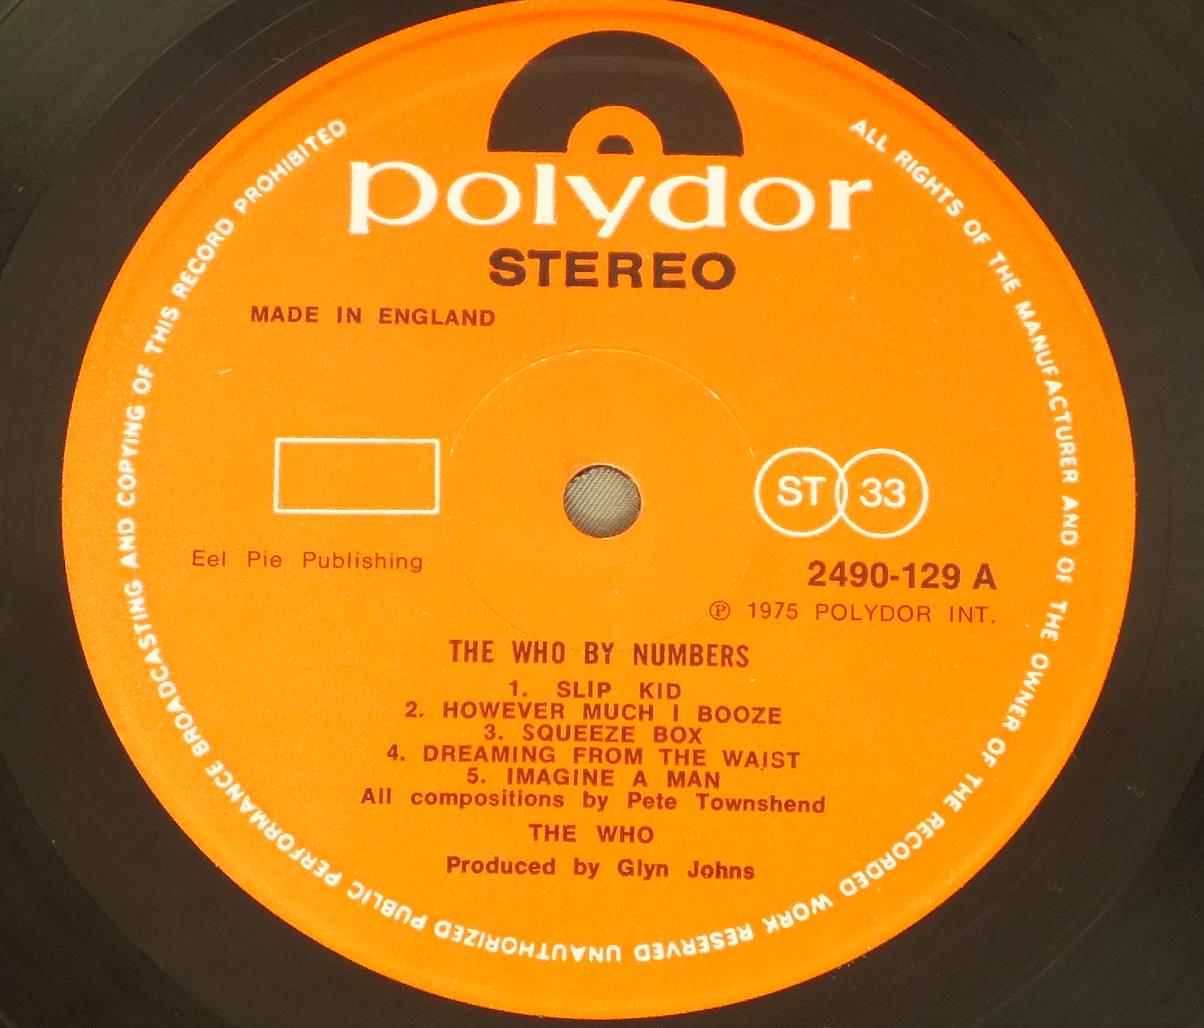 polydor
STEREO
MADE IN ENGLAND
ST 33
Eel Pie Publishing
2490-129 A
℗ 1975 POLYDOR INT.
THE WHO BY NUMBERS
1. SLIP KID
2. HOWEVER MUCH I BOOZE
3. SQUEEZE BOX
4. DREAMING FROM THE WAIST
5. IMAGINE A MAN
All compositions by Pete Townshend
THE WHO
Produced by Glyn Johns
ALL RIGHTS OF THE MANUFACTURER AND OF THE OWNER OF THE RECORDED WORK RESERVED UNAUTHORIZED PUBLIC PERFORMANCE BROADCASTING AND COPYING OF THIS RECORD PROHIBITED